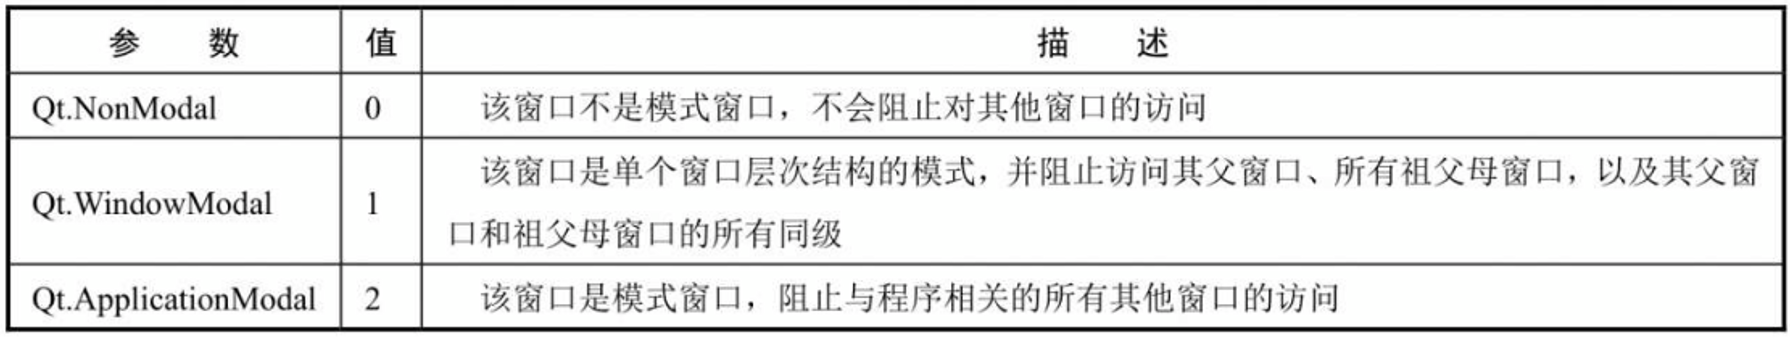 参 数 值 描 述
Qt.NonModal 0 该窗口不是模式窗口，不会阻止对其他窗口的访问
Qt.WindowModal 1 该窗口是单个窗口层次结构的模式，并阻止访问其父窗口、所有祖父母窗口，以及其父窗
口和祖父母窗口的所有同级
Qt.ApplicationModal 2 该窗口是模式窗口，阻止与程序相关的所有其他窗口的访问